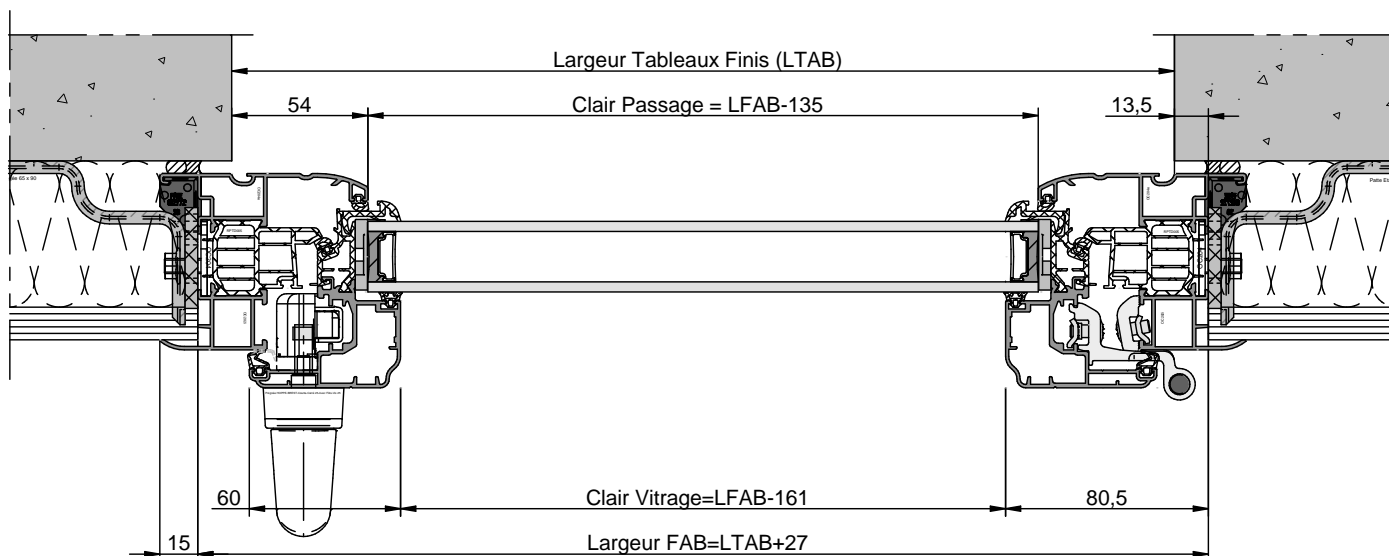 Largeur Tableaux Finis (LTAB)
54
Clair Passage = LFAB-135
13,5
60
Clair Vitrage=LFAB-161
80,5
15
Largeur FAB=LTAB+27